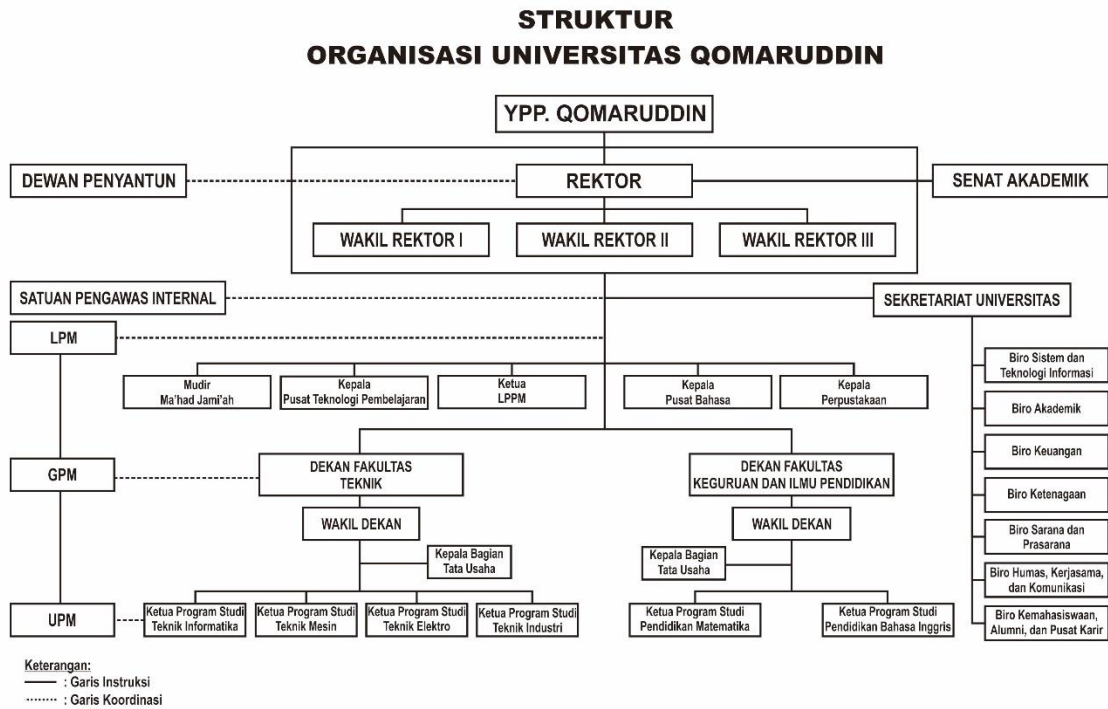 STRUKTUR
ORGANISASI UNIVERSITAS QOMARUDDIN
YPP. QOMARUDDIN
DEWAN PENYANTUN
REKTOR
SENAT AKADEMIK
WAKIL REKTOR I
WAKIL REKTOR II
WAKIL REKTOR III
SATUAN PENGAWAS INTERNAL
SEKRETARIAT UNIVERSITAS
LPM
Mudir
Ma'had Jami'ah
Kepala
Pusat Teknologi Pembelajaran
Ketua
LPPM
Kepala
Pusat Bahasa
Kepala
Perpustakaan
Biro Sistem dan
Teknologi Informasi
Biro Akademik
Biro Keuangan
Biro Ketenagaan
Biro Sarana dan
Prasarana
Biro Humas, Kerjasama,
dan Komunikasi
Biro Kemahasiswaan,
Alumni, dan Pusat Karir
GPM
DEKAN FAKULTAS
TEKNIK
DEKAN FAKULTAS
KEGURUAN DAN ILMU PENDIDIKAN
WAKIL DEKAN
WAKIL DEKAN
Kepala Bagian
Tata Usaha
Kepala Bagian
Tata Usaha
UPM
Ketua Program Studi
Teknik Informatika
Ketua Program Studi
Teknik Mesin
Ketua Program Studi
Teknik Elektro
Ketua Program Studi
Teknik Industri
Ketua Program Studi
Pendidikan Matematika
Ketua Program Studi
Pendidikan Bahasa Inggris
Keterangan:
: Garis Instruksi
: Garis Koordinasi